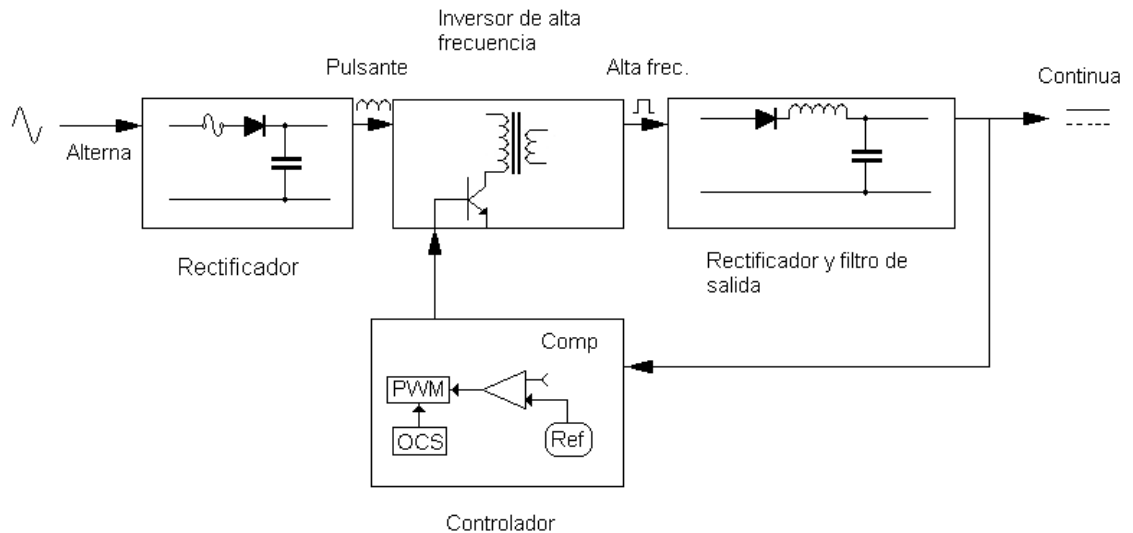 Inversor de alta
frecuencia
Pulsante
Alta frec.
Continua
Alterna
Rectificador
Rectificador y filtro de
salida
Comp
PWM
OCS
Ref
Controlador